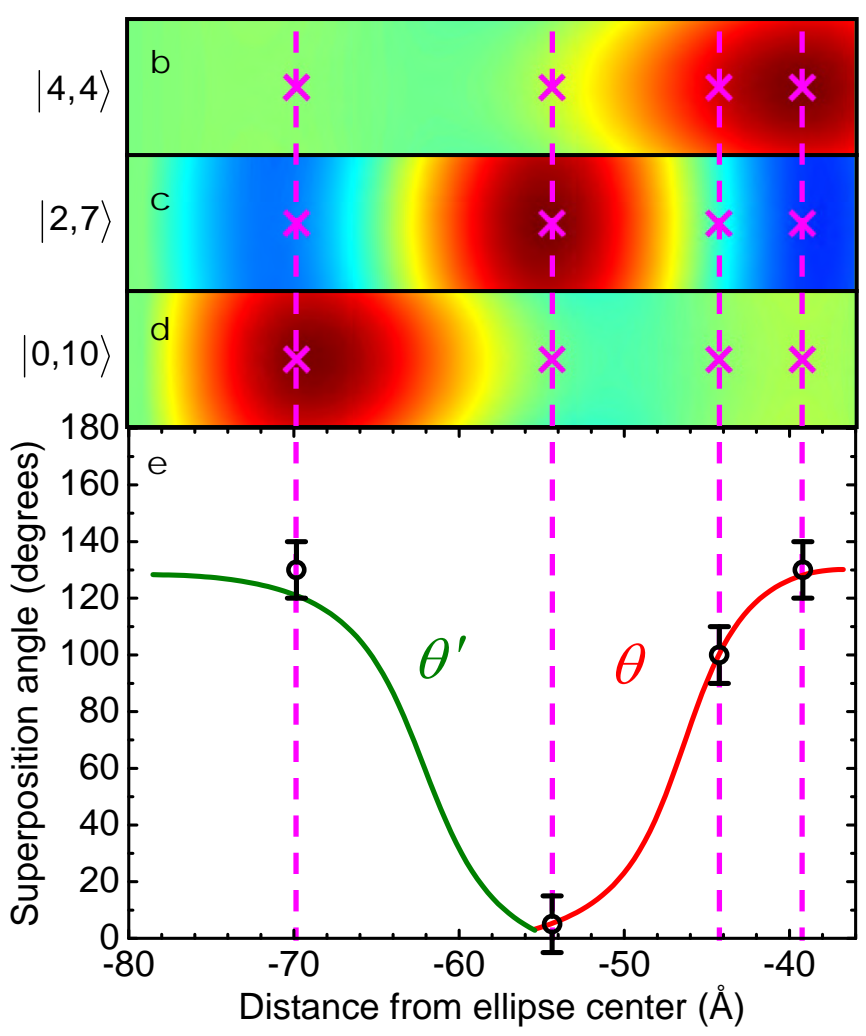 b
|4,4⟩
c
|2,7⟩
d
|0,10⟩
e
180
160
140
120
100
80
60
40
20
0
Superposition angle (degrees)
θ'
θ
-80
-70
-60
-50
-40
Distance from ellipse center (Å)